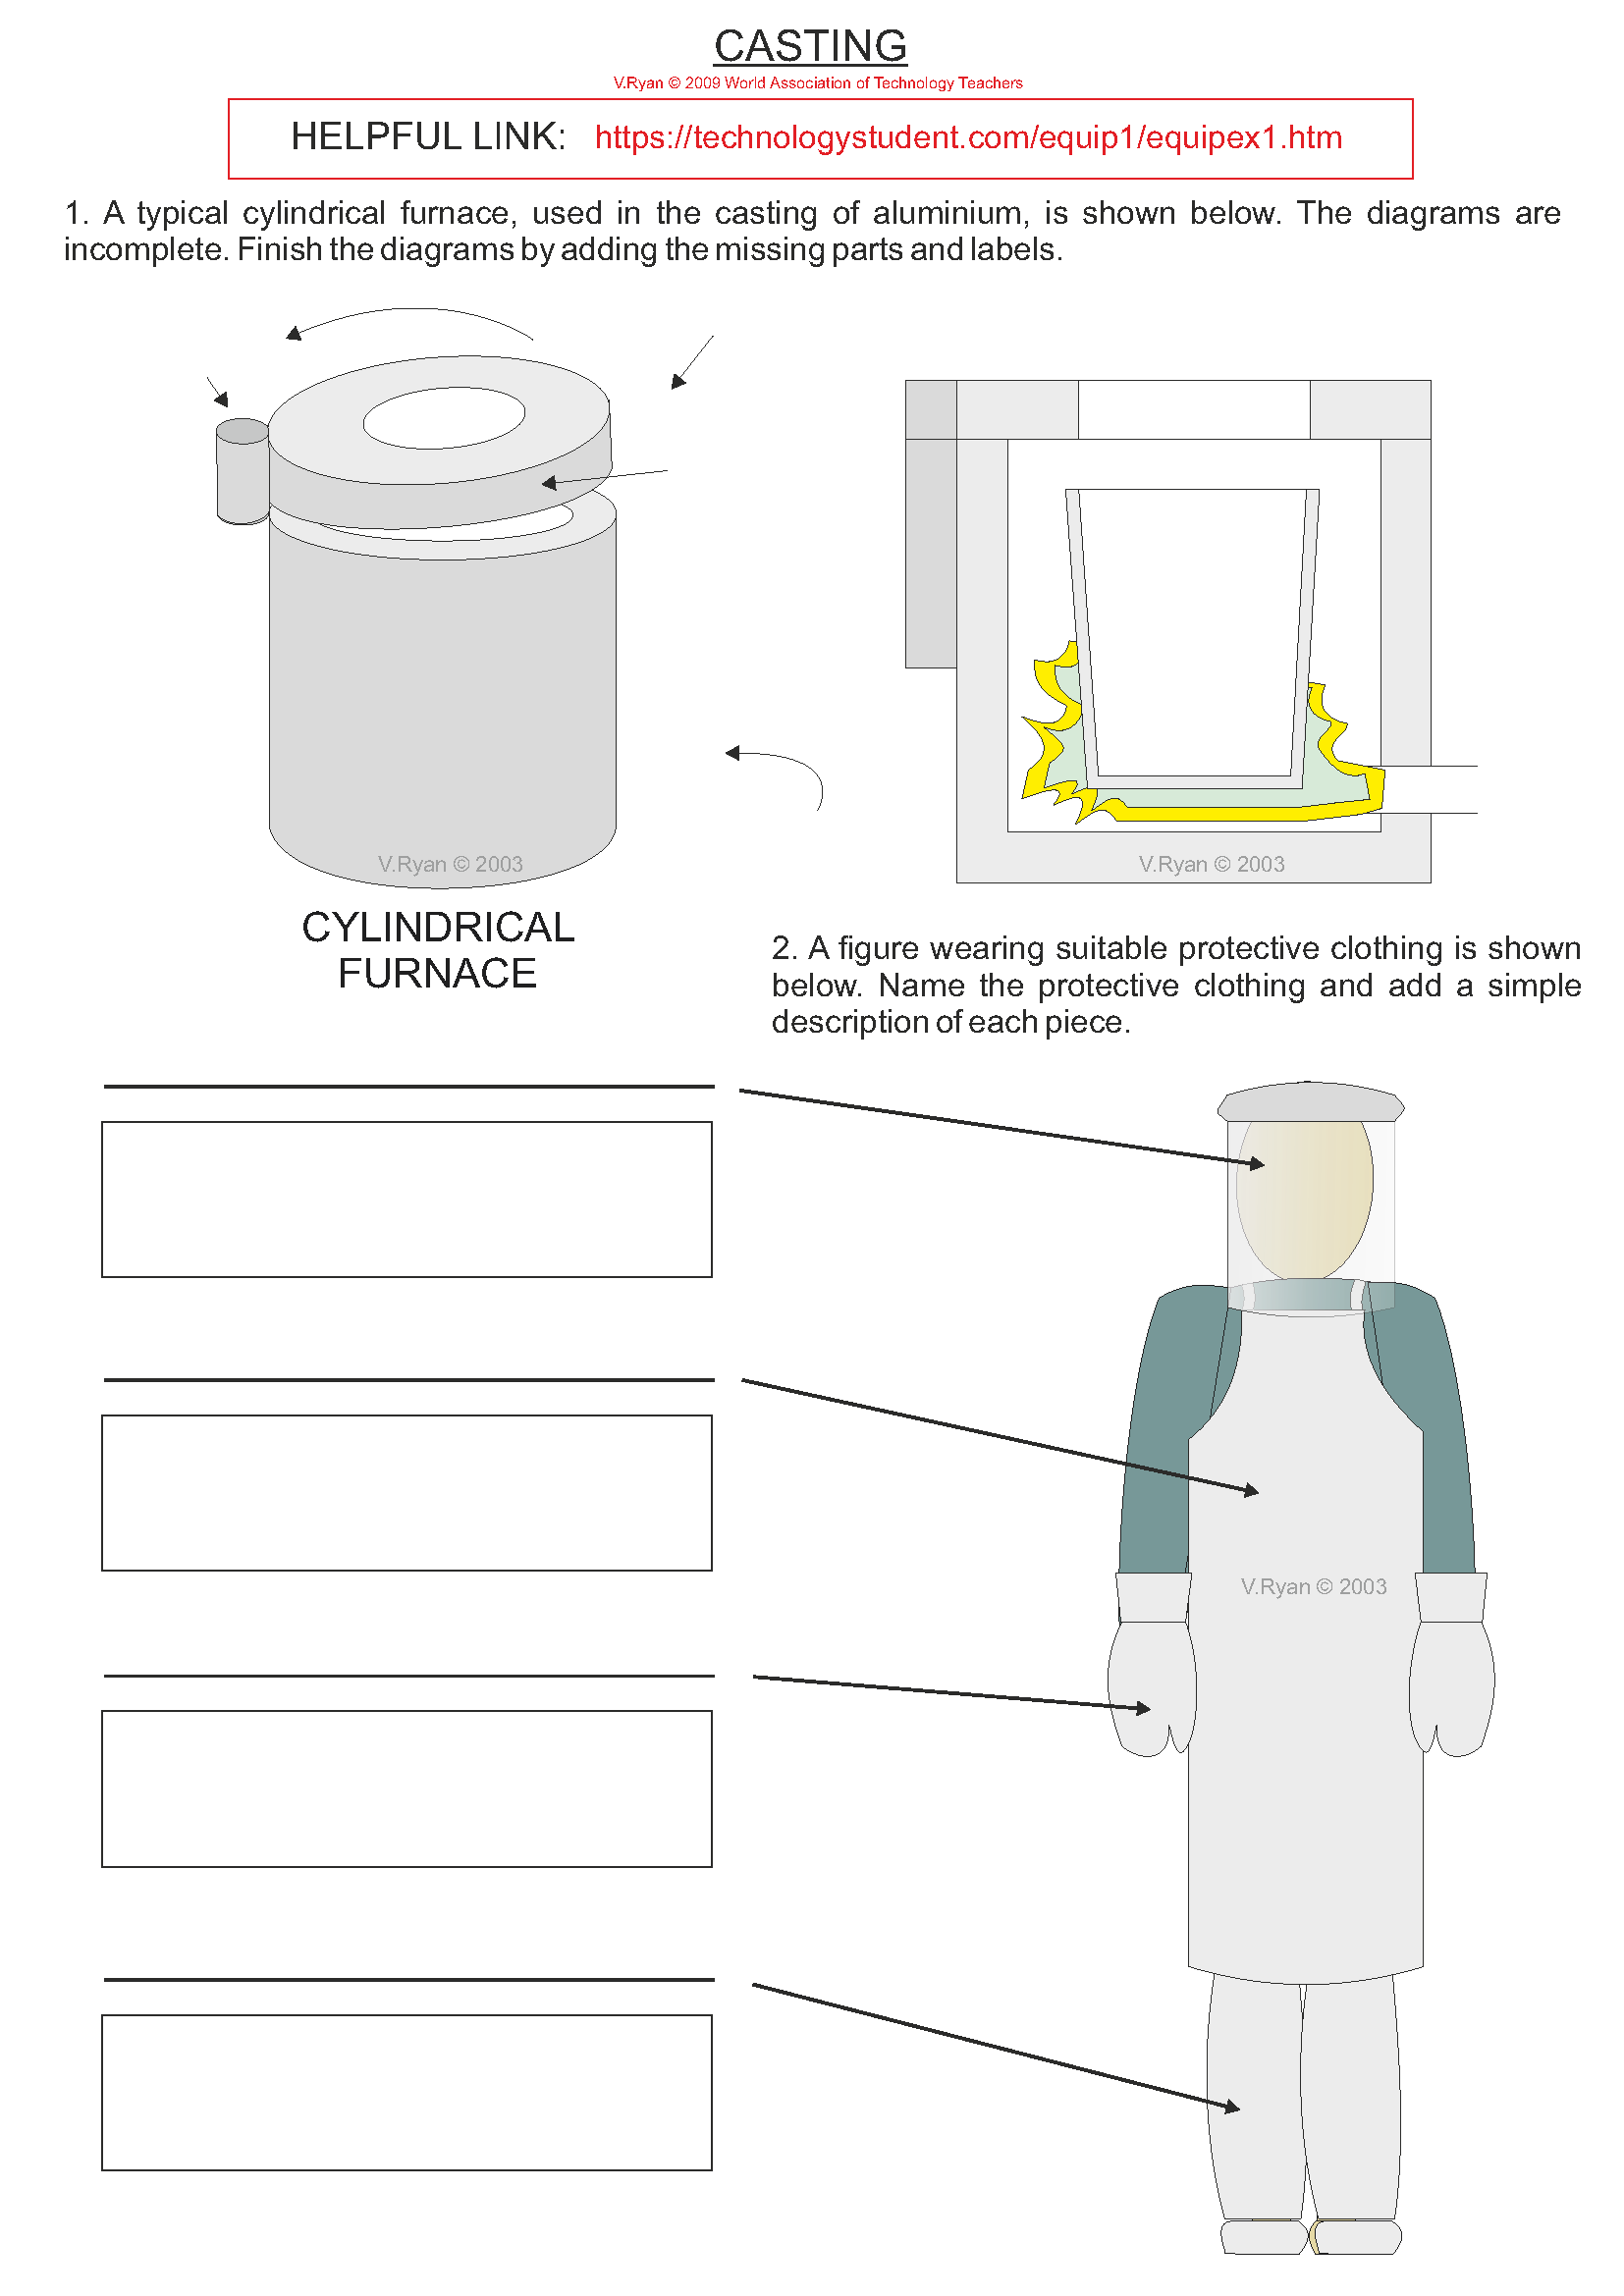 CASTING
V.Ryan © 2009 World Association of Technology Teachers
HELPFUL LINK: https://technologystudent.com/equip1/equipex1.htm
1. A typical cylindrical furnace, used in the casting of aluminium, is shown below. The diagrams are
incomplete. Finish the diagrams by adding the missing parts and labels.
V.Ryan © 2003
V.Ryan © 2003
CYLINDRICAL
FURNACE
2. A figure wearing suitable protective clothing is shown
below. Name the protective clothing and add a simple
description of each piece.
V.Ryan © 2003